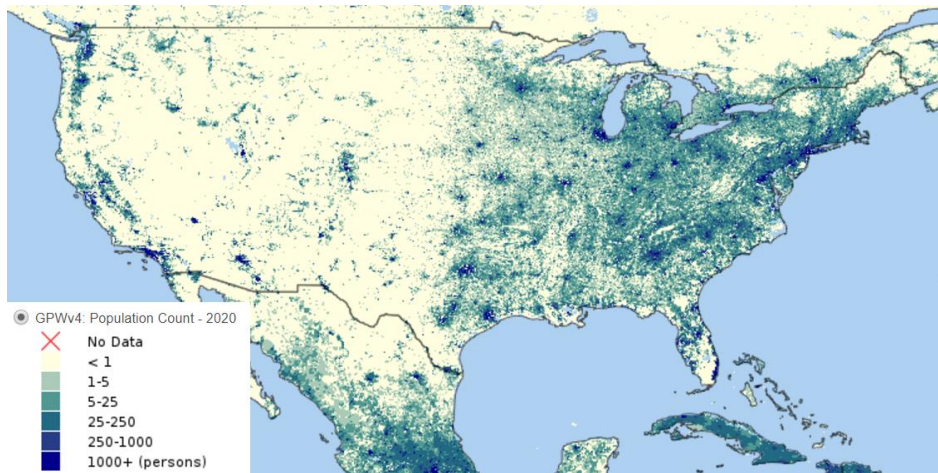 GPWv4: Population Count - 2020
No Data
< 1
1-5
5-25
25-250
250-1000
1000+ (persons)